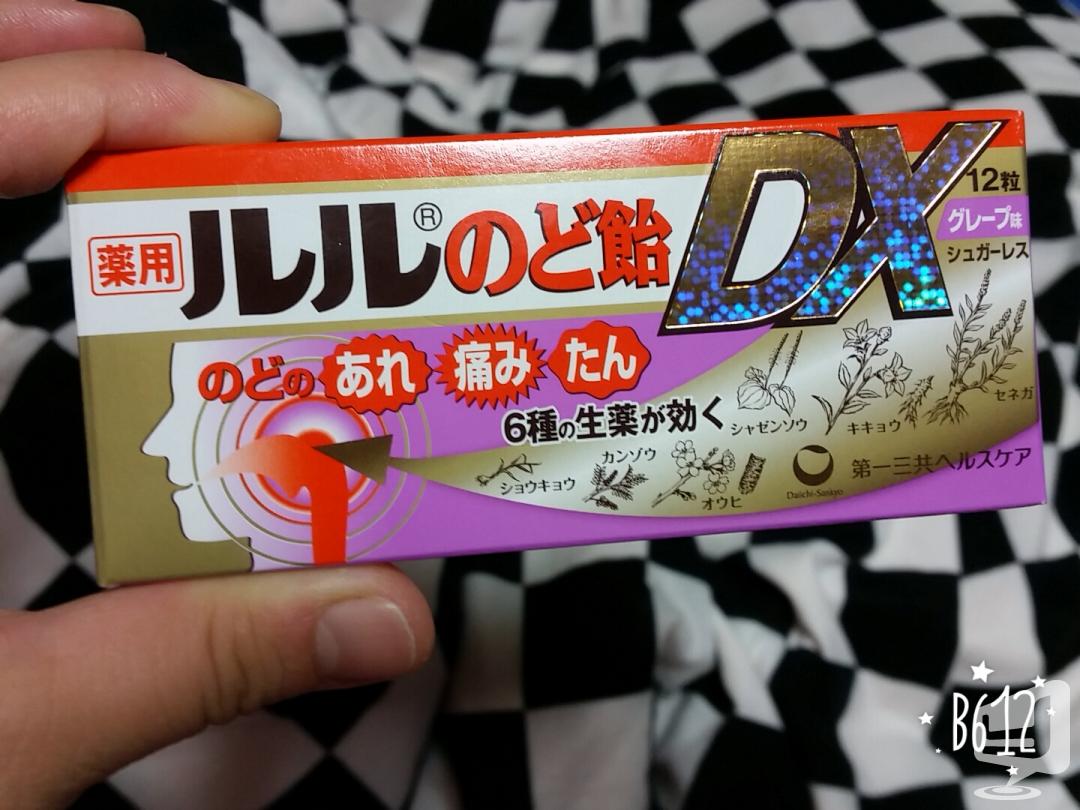 薬用
ルル®のど飴DX
12粒
グレープ味
シュガーレス
のどの あれ 痛み たん
6種の生薬が効く
シャゼンソウ
キキョウ
セネガ
ショウキョウ
カンゾウ
オウヒ
Daiichi-Sankyo
第一三共ヘルスケア
B612